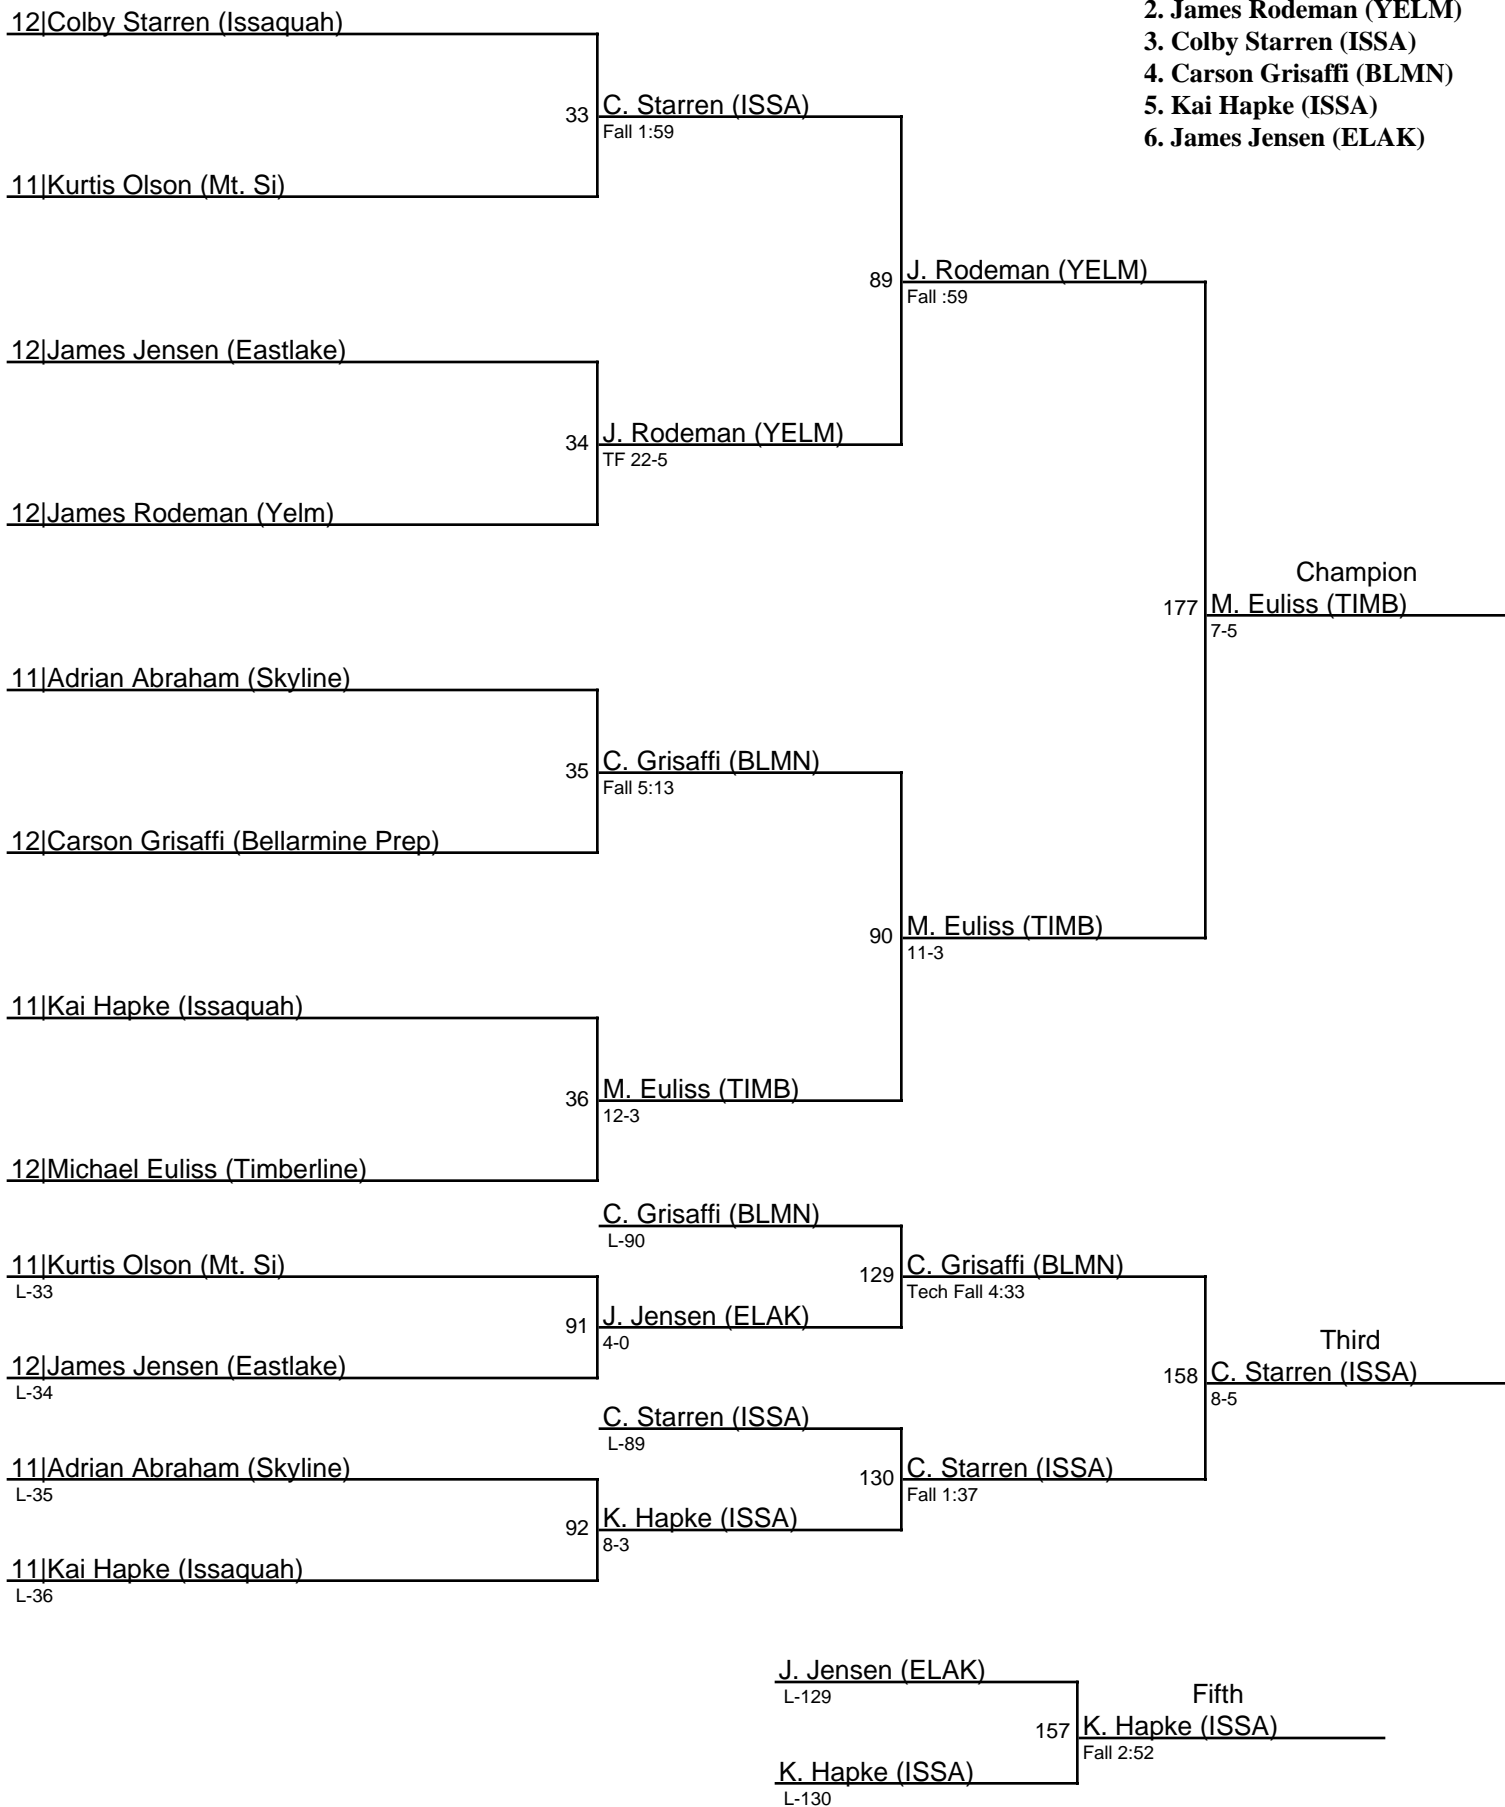 12|Colby Starren (Issaquah)
2. James Rodeman (YELM)
3. Colby Starren (ISSA)
4. Carson Grisaffi (BLMN)
5. Kai Hapke (ISSA)
6. James Jensen (ELAK)
33 C. Starren (ISSA)
Fall 1:59
11|Kurtis Olson (Mt. Si)
89 J. Rodeman (YELM)
Fall :59
12|James Jensen (Eastlake)
34 J. Rodeman (YELM)
TF 22-5
12|James Rodeman (Yelm)
Champion
177 M. Euliss (TIMB)
7-5
11|Adrian Abraham (Skyline)
35 C. Grisaffi (BLMN)
Fall 5:13
12|Carson Grisaffi (Bellarmine Prep)
90 M. Euliss (TIMB)
11-3
11|Kai Hapke (Issaquah)
36 M. Euliss (TIMB)
12-3
12|Michael Euliss (Timberline)
C. Grisaffi (BLMN)
L-90
11|Kurtis Olson (Mt. Si)
L-33
129 C. Grisaffi (BLMN)
Tech Fall 4:33
91 J. Jensen (ELAK)
4-0
12|James Jensen (Eastlake)
L-34
Third
158 C. Starren (ISSA)
8-5
C. Starren (ISSA)
L-89
11|Adrian Abraham (Skyline)
L-35
130 C. Starren (ISSA)
Fall 1:37
92 K. Hapke (ISSA)
8-3
11|Kai Hapke (Issaquah)
L-36
J. Jensen (ELAK)
L-129
Fifth
157 K. Hapke (ISSA)
Fall 2:52
K. Hapke (ISSA)
L-130